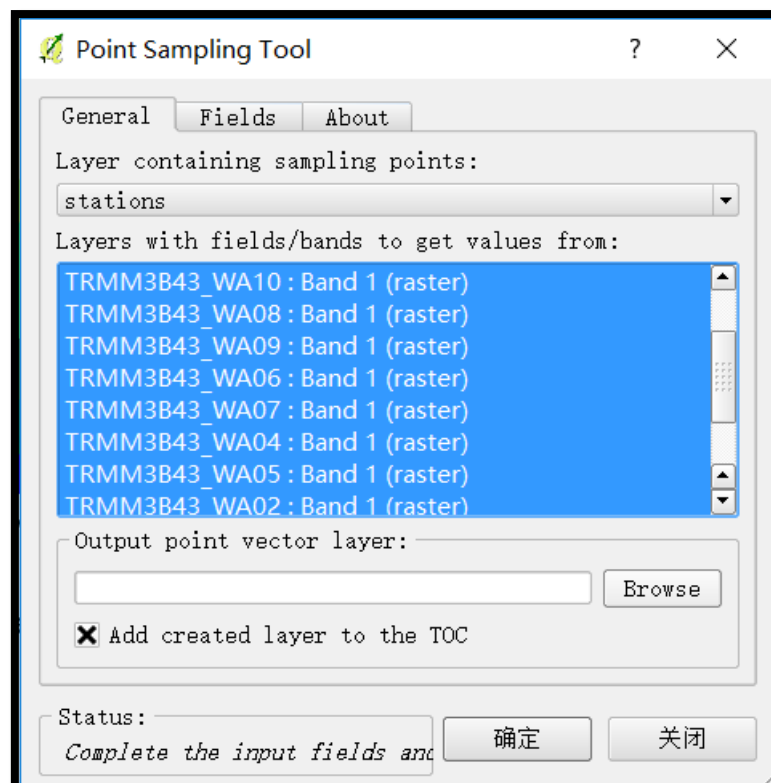 Point Sampling Tool ? ×
General Fields About
Layer containing sampling points:
stations
Layers with fields/bands to get values from:
TRMM3B43_WA10 : Band 1 (raster)
TRMM3B43_WA08 : Band 1 (raster)
TRMM3B43_WA09 : Band 1 (raster)
TRMM3B43_WA06 : Band 1 (raster)
TRMM3B43_WA07 : Band 1 (raster)
TRMM3B43_WA04 : Band 1 (raster)
TRMM3B43_WA05 : Band 1 (raster)
TRMM3B43_WA02 : Band 1 (raster)
Output point vector layer:
Browse
Add created layer to the TOC
Status:
Complete the input fields and
确定 关闭